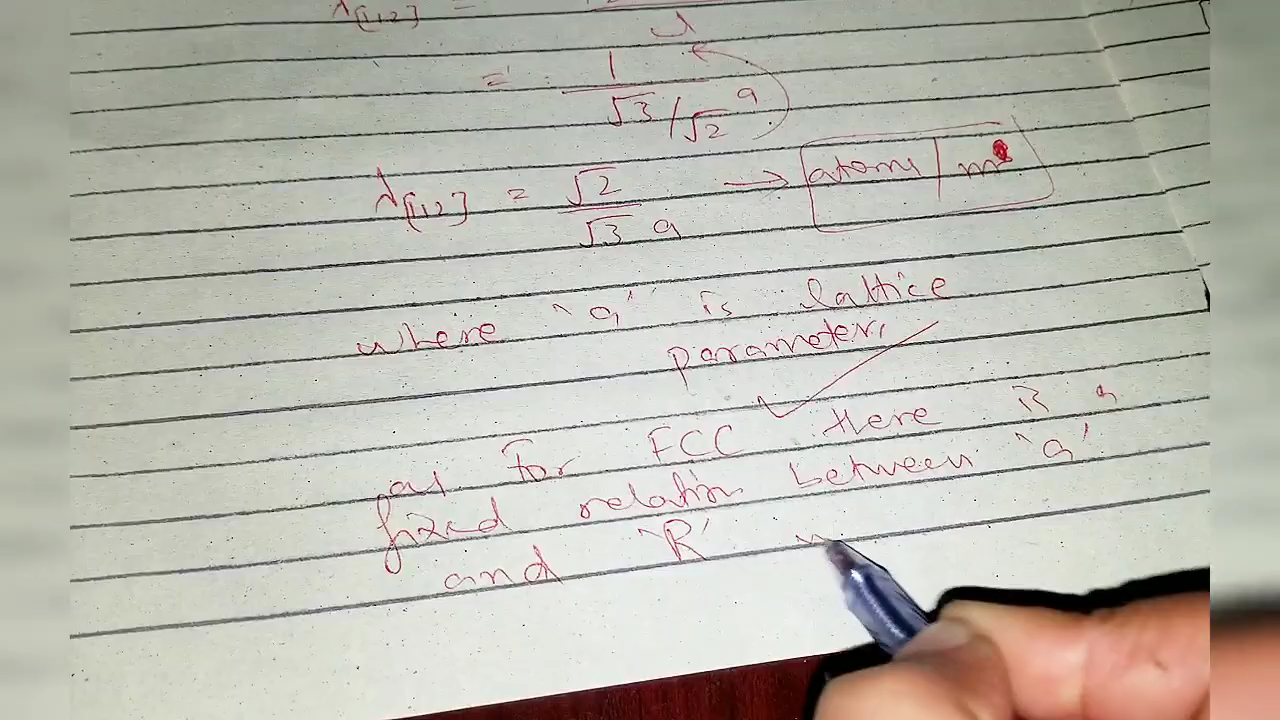 λ[112] =
= 1
√3/√2 a
λ[112] = √2 → atoms/m
√3 a
where 'a' is lattice
parameter,
as for FCC there is a
fixed relation between 'a'
and 'R'